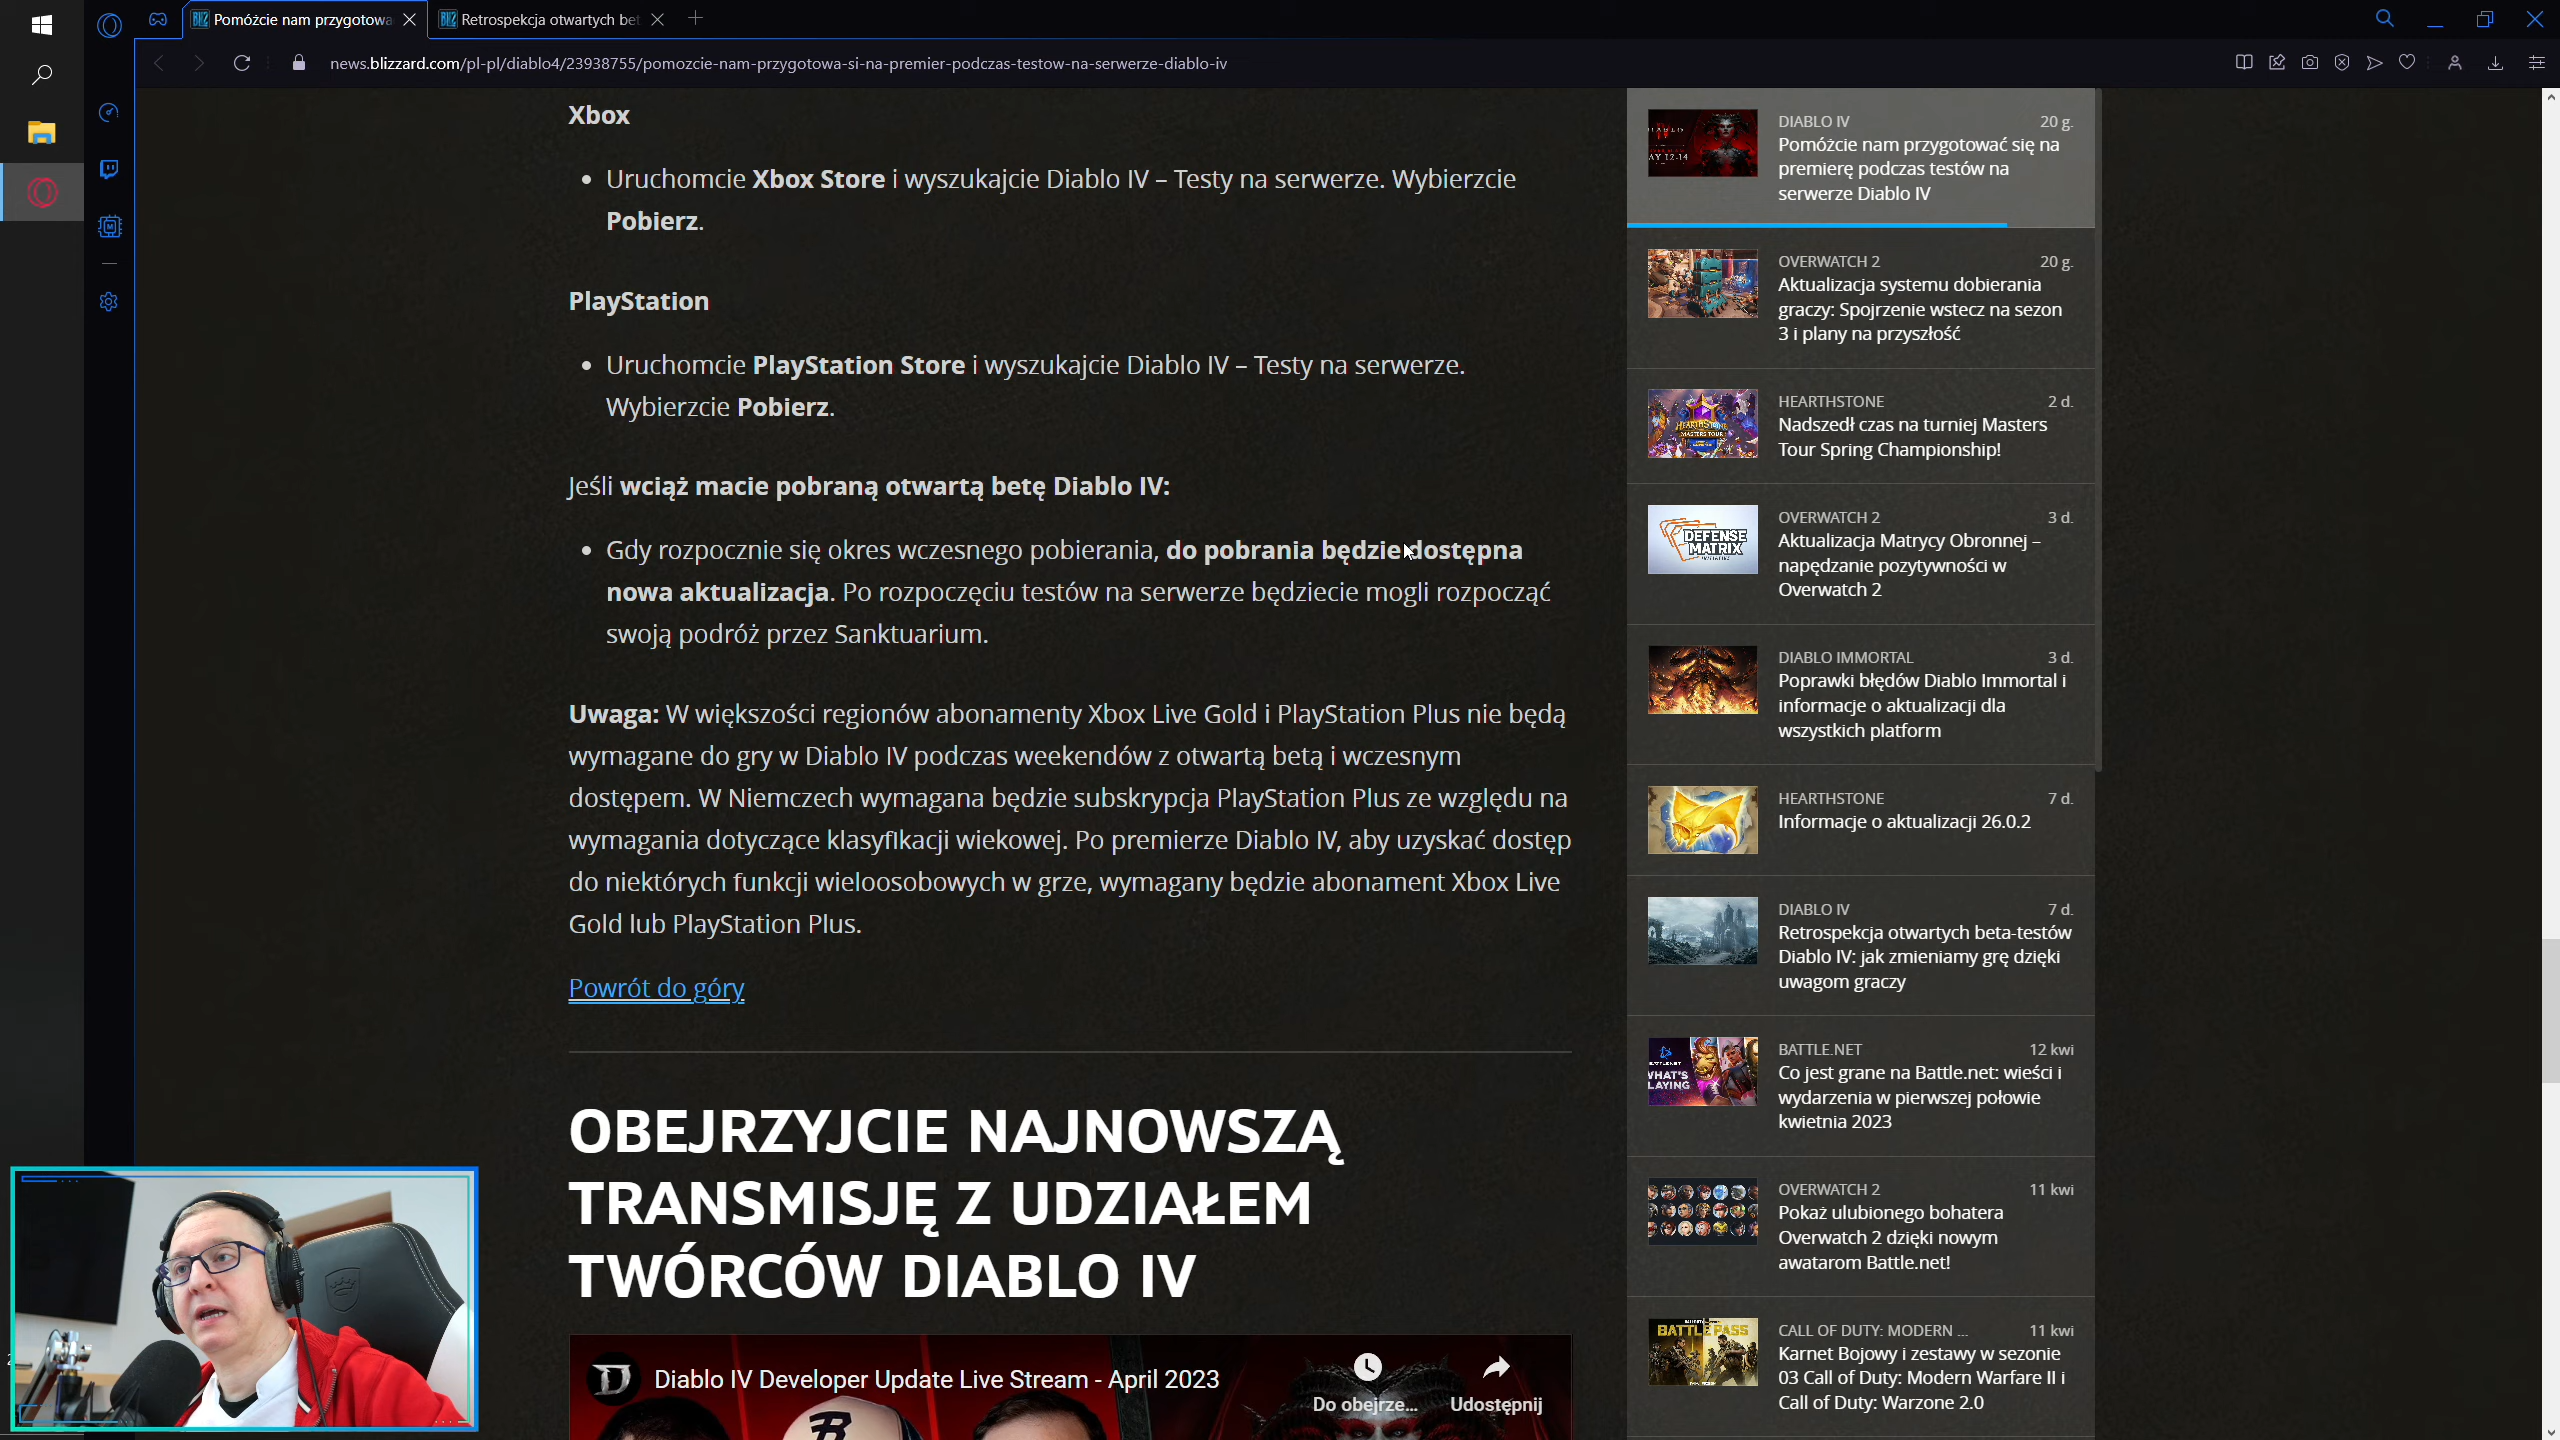 Pomóżcie nam przygotowa
Retrospekcja otwartych bet
news.blizzard.com/pl-pl/diablo4/23938755/pomozcie-nam-przygotowa-si-na-premier-podczas-testow-na-serwerze-diablo-iv
Xbox
• Uruchomcie Xbox Store i wyszukajcie Diablo IV – Testy na serwerze. Wybierzcie
Pobierz.
PlayStation
• Uruchomcie PlayStation Store i wyszukajcie Diablo IV – Testy na serwerze.
Wybierzcie Pobierz.
Jeśli wciąż macie pobraną otwartą betę Diablo IV:
• Gdy rozpocznie się okres wczesnego pobierania, do pobrania będzie dostępna
nowa aktualizacja. Po rozpoczęciu testów na serwerze będziecie mogli rozpocząć
swoją podróż przez Sanktuarium.
Uwaga: W większości regionów abonamenty Xbox Live Gold i PlayStation Plus nie będą
wymagane do gry w Diablo IV podczas weekendów z otwartą betą i wczesnym
dostępem. W Niemczech wymagana będzie subskrypcja PlayStation Plus ze względu na
wymagania dotyczące klasyfIkacji wiekowej. Po premierze Diablo IV, aby uzyskać dostęp
do niektórych funkcji wieloosobowych w grze, wymagany będzie abonament Xbox Live
Gold lub PlayStation Plus.
Powrót do góry
OBEJRZYJCIE NAJNOWSZĄ
TRANSMISJĘ Z UDZIAŁEM
TWÓRCÓW DIABLO IV
Diablo IV Developer Update Live Stream - April 2023
Do obejrze...
Udostępnij
DIABLO IV 20 g.
Pomóżcie nam przygotować się na
premierę podczas testów na
serwerze Diablo IV
OVERWATCH 2 20 g.
Aktualizacja systemu dobierania
graczy: Spojrzenie wstecz na sezon
3 i plany na przyszłość
HEARTHSTONE 2 d.
Nadszedł czas na turniej Masters
Tour Spring Championship!
DEFENSE
MATRIX
OVERWATCH 2 3 d.
Aktualizacja Matrycy Obronnej –
napędzanie pozytywności w
Overwatch 2
DIABLO IMMORTAL 3 d.
Poprawki błędów Diablo Immortal i
informacje o aktualizacji dla
wszystkich platform
HEARTHSTONE 7 d.
Informacje o aktualizacji 26.0.2
DIABLO IV 7 d.
Retrospekcja otwartych beta-testów
Diablo IV: jak zmieniamy grę dzięki
uwagom graczy
BATTLE.NET 12 kwi
Co jest grane na Battle.net: wieści i
wydarzenia w pierwszej połowie
kwietnia 2023
OVERWATCH 2 11 kwi
Pokaż ulubionego bohatera
Overwatch 2 dzięki nowym
awatarom Battle.net!
BATTLE PASS
CALL OF DUTY: MODERN ... 11 kwi
Karnet Bojowy i zestawy w sezonie
03 Call of Duty: Modern Warfare II i
Call of Duty: Warzone 2.0